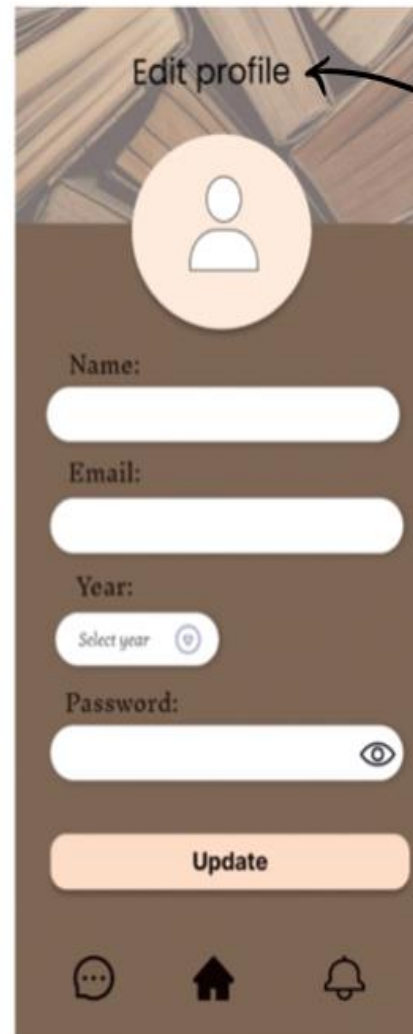 Edit profile
Name:
Email:
Year:
Select year
Password:
Update